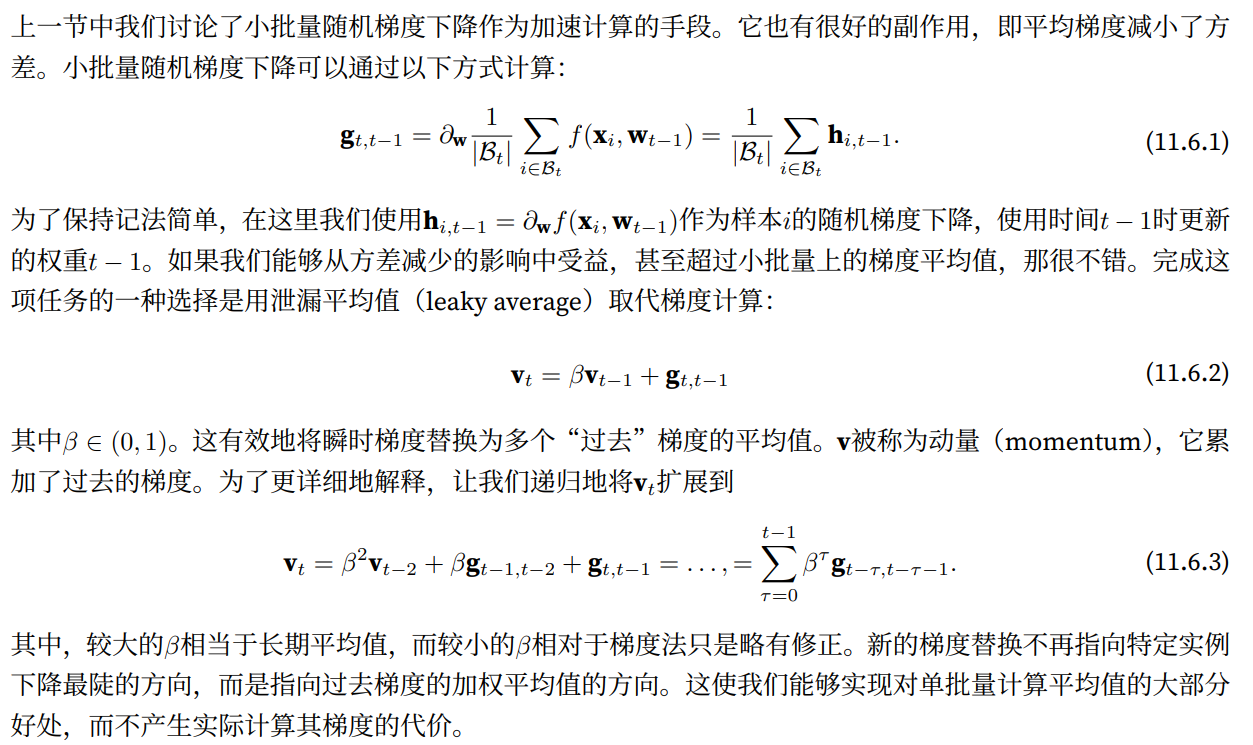 上一节中我们讨论了小批量随机梯度下降作为加速计算的手段。它也有很好的副作用，即平均梯度减小了方
差。小批量随机梯度下降可以通过以下方式计算：
$$\mathbf{g}_{t,t-1} = \partial_{\mathbf{w}} \frac{1}{|\mathcal{B}_t|} \sum_{i \in \mathcal{B}_t} f(\mathbf{x}_i, \mathbf{w}_{t-1}) = \frac{1}{|\mathcal{B}_t|} \sum_{i \in \mathcal{B}_t} \mathbf{h}_{i,t-1}.$$ (11.6.1)
为了保持记法简单，在这里我们使用$\mathbf{h}_{i,t-1} = \partial_{\mathbf{w}} f(\mathbf{x}_i, \mathbf{w}_{t-1})$作为样本$i$的随机梯度下降，使用时间$t-1$时更新
的权重$t-1$。如果我们能够从方差减少的影响中受益，甚至超过小批量上的梯度平均值，那很不错。完成这
项任务的一种选择是用泄漏平均值（leaky average）取代梯度计算：
$$\mathbf{v}_t = \beta \mathbf{v}_{t-1} + \mathbf{g}_{t,t-1}$$ (11.6.2)
其中$\beta \in (0, 1)$。这有效地将瞬时梯度替换为多个“过去”梯度的平均值。$\mathbf{v}$被称为动量（momentum），它累
加了过去的梯度。为了更详细地解释，让我们递归地将$\mathbf{v}_t$扩展到
$$\mathbf{v}_t = \beta^2 \mathbf{v}_{t-2} + \beta \mathbf{g}_{t-1,t-2} + \mathbf{g}_{t,t-1} = \ldots, = \sum_{\tau=0}^{t-1} \beta^{\tau} \mathbf{g}_{t-\tau,t-\tau-1}.$$ (11.6.3)
其中，较大的$\beta$相当于长期平均值，而较小的$\beta$相对于梯度法只是略有修正。新的梯度替换不再指向特定实例
下降最陡的方向，而是指向过去梯度的加权平均值的方向。这使我们能够实现对单批量计算平均值的大部分
好处，而不产生实际计算其梯度的代价。